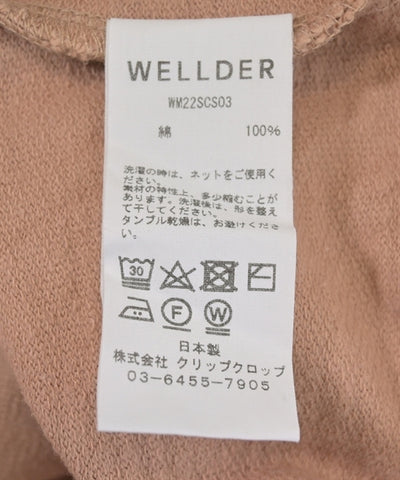 WELLDER
WM22SCS03
綿 100%
洗濯の時は、ネットをご使用く
ださい。
素材の特性上、多少縮むことが
あります。洗濯後は、形を整え
て干してください。
タンブル乾燥は、お避けくださ
い。
30
F W
日本製
株式会社 クリップクロップ
03-6455-7905